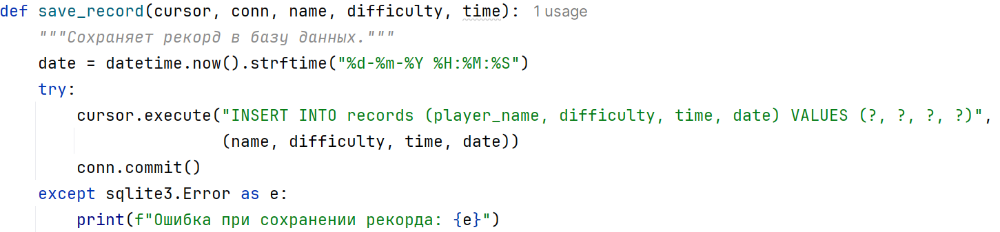 def save_record(cursor, conn, name, difficulty, time): 1 usage
    """Сохраняет рекорд в базу данных."""
    date = datetime.now().strftime("%d-%m-%Y %H:%M:%S")
    try:
        cursor.execute("INSERT INTO records (player_name, difficulty, time, date) VALUES (?, ?, ?, ?)",
                       (name, difficulty, time, date))
        conn.commit()
    except sqlite3.Error as e:
        print(f"Ошибка при сохранении рекорда: {e}")